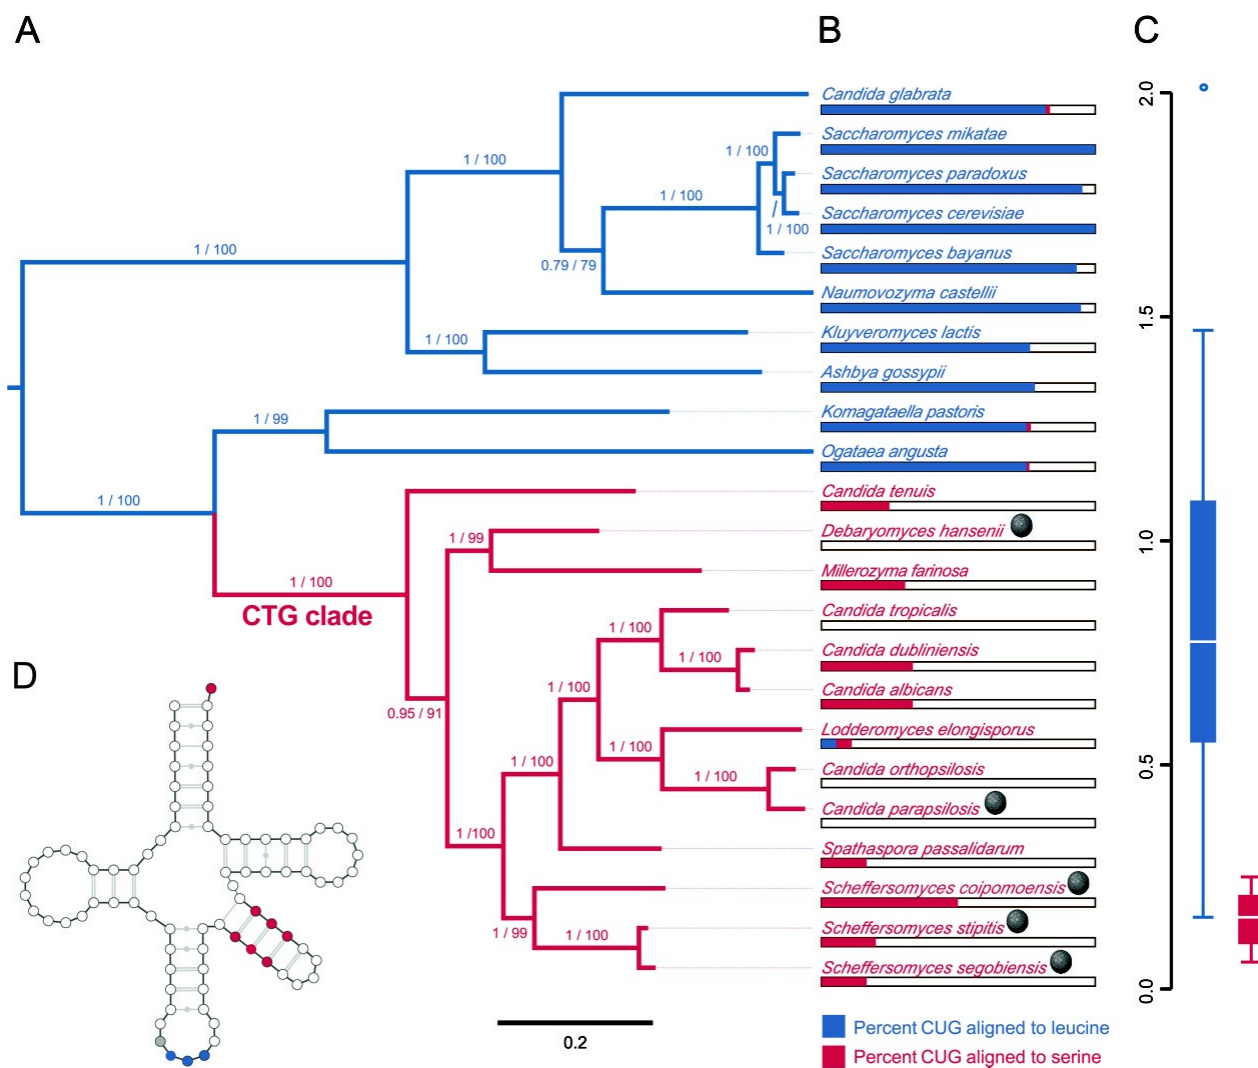 A
B
C
D
1 / 100
1 / 100
1 / 100
1 / 100
1 / 100
0.79 / 79
1 / 100
1 / 99
1 / 100
1 / 100
CTG clade
1 / 99
0.95 / 91
1 / 100
1 / 100
1 / 100
1 / 100
1 / 100
1 / 100
1 /100
1 / 99
1 / 100
0.2
Candida glabrata
Saccharomyces mikatae
Saccharomyces paradoxus
Saccharomyces cerevisiae
Saccharomyces bayanus
Naumovozyma castellii
Kluyveromyces lactis
Ashbya gossypii
Komagataella pastoris
Ogataea angusta
Candida tenuis
Debaryomyces hansenii
Millerozyma farinosa
Candida tropicalis
Candida dubliniensis
Candida albicans
Lodderomyces elongisporus
Candida orthopsilosis
Candida parapsilosis
Spathaspora passalidarum
Scheffersomyces coipomoensis
Scheffersomyces stipitis
Scheffersomyces segobiensis
Percent CUG aligned to leucine
Percent CUG aligned to serine
2.0
1.5
1.0
0.5
0.0